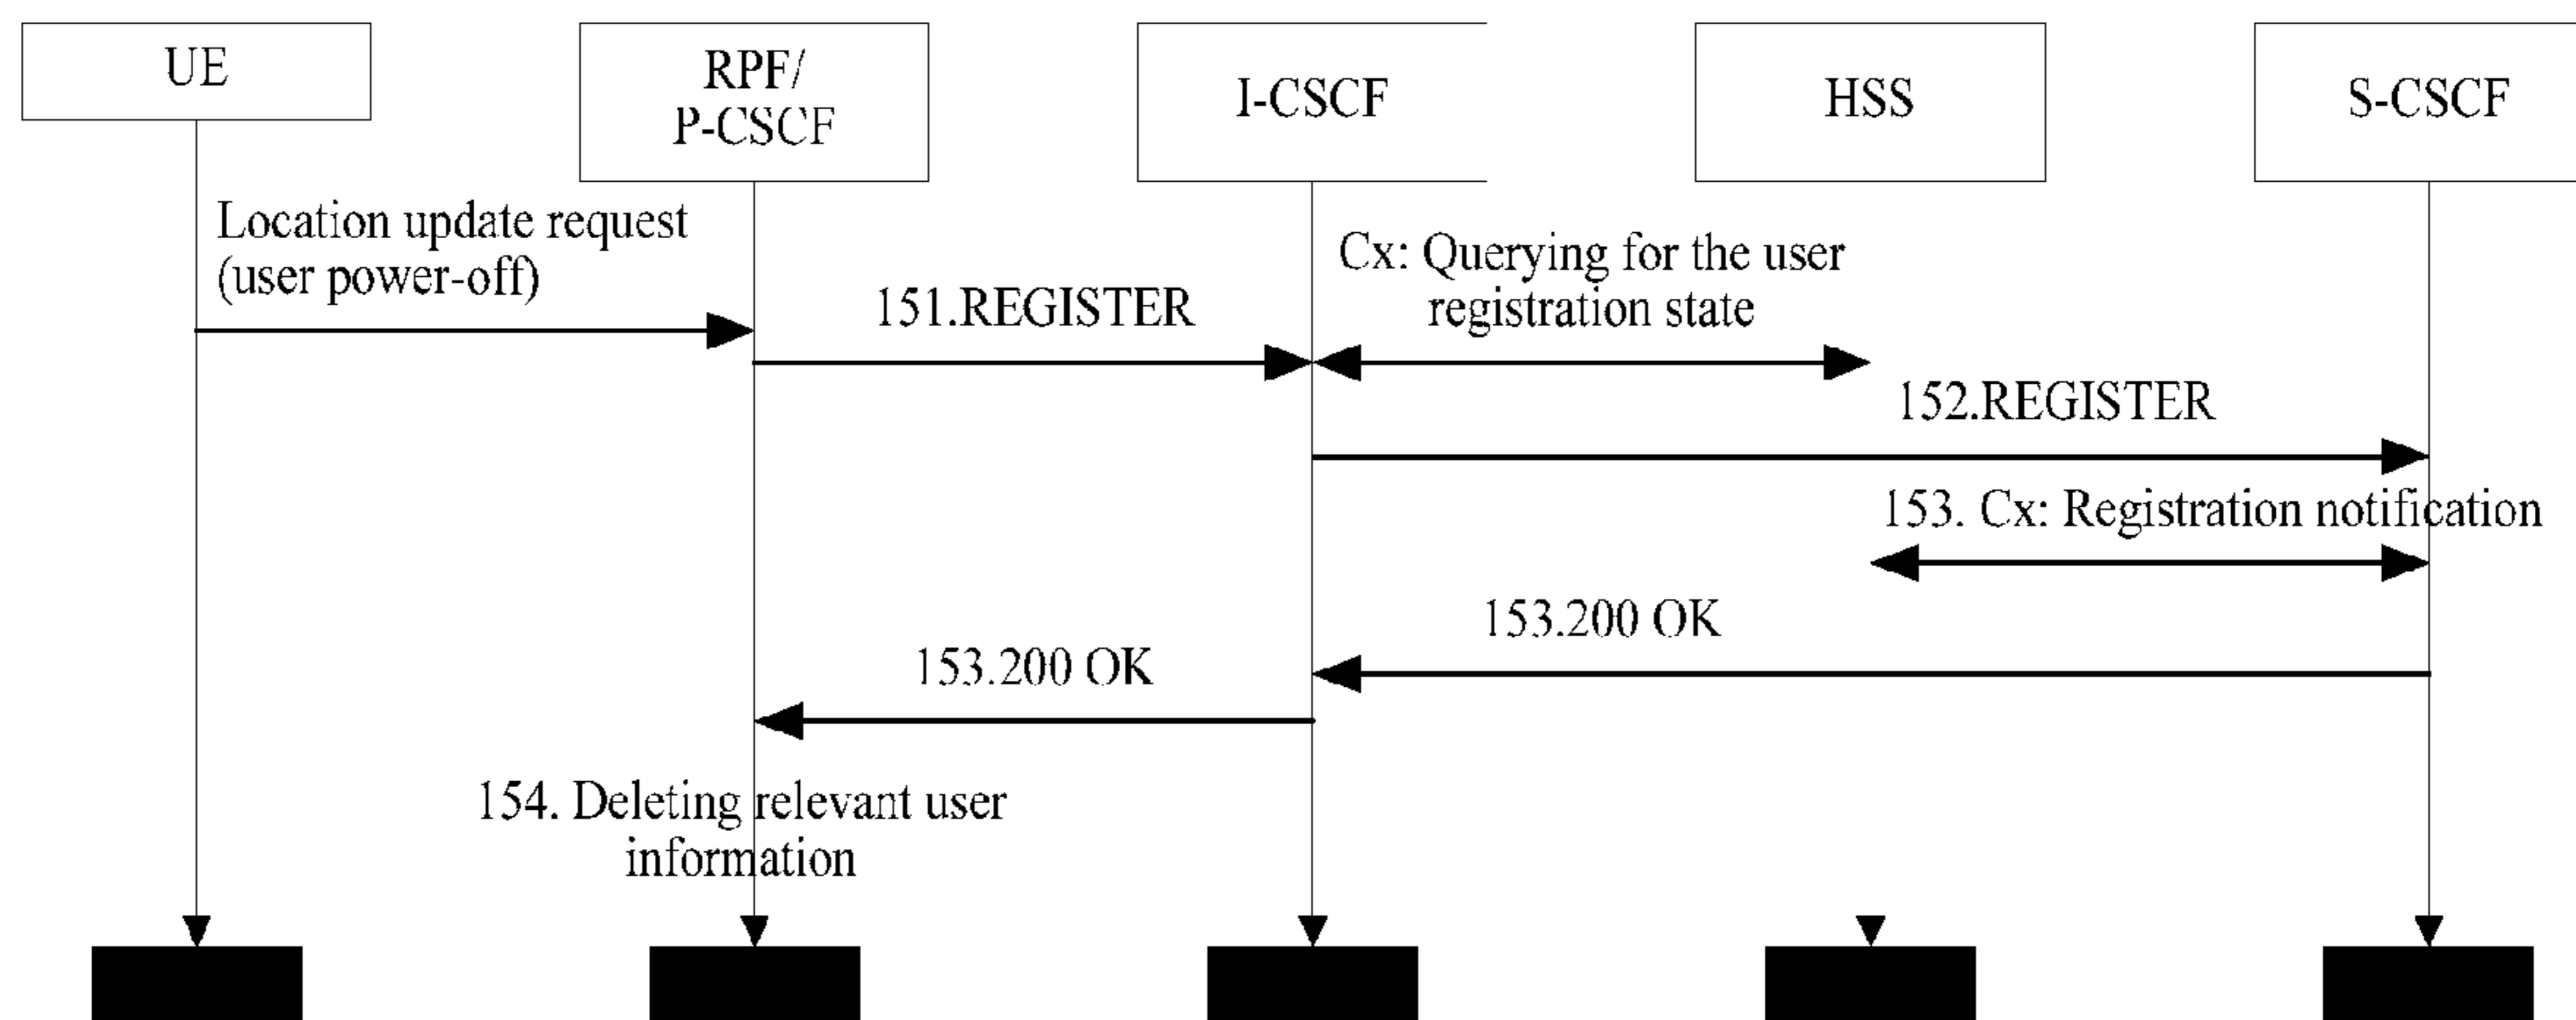 UE
RPF/
P-CSCF
I-CSCF
HSS
S-CSCF
Location update request
(user power-off)
Cx: Querying for the user
registration state
151.REGISTER
152.REGISTER
153. Cx: Registration notification
153.200 OK
153.200 OK
154. Deleting relevant user
information